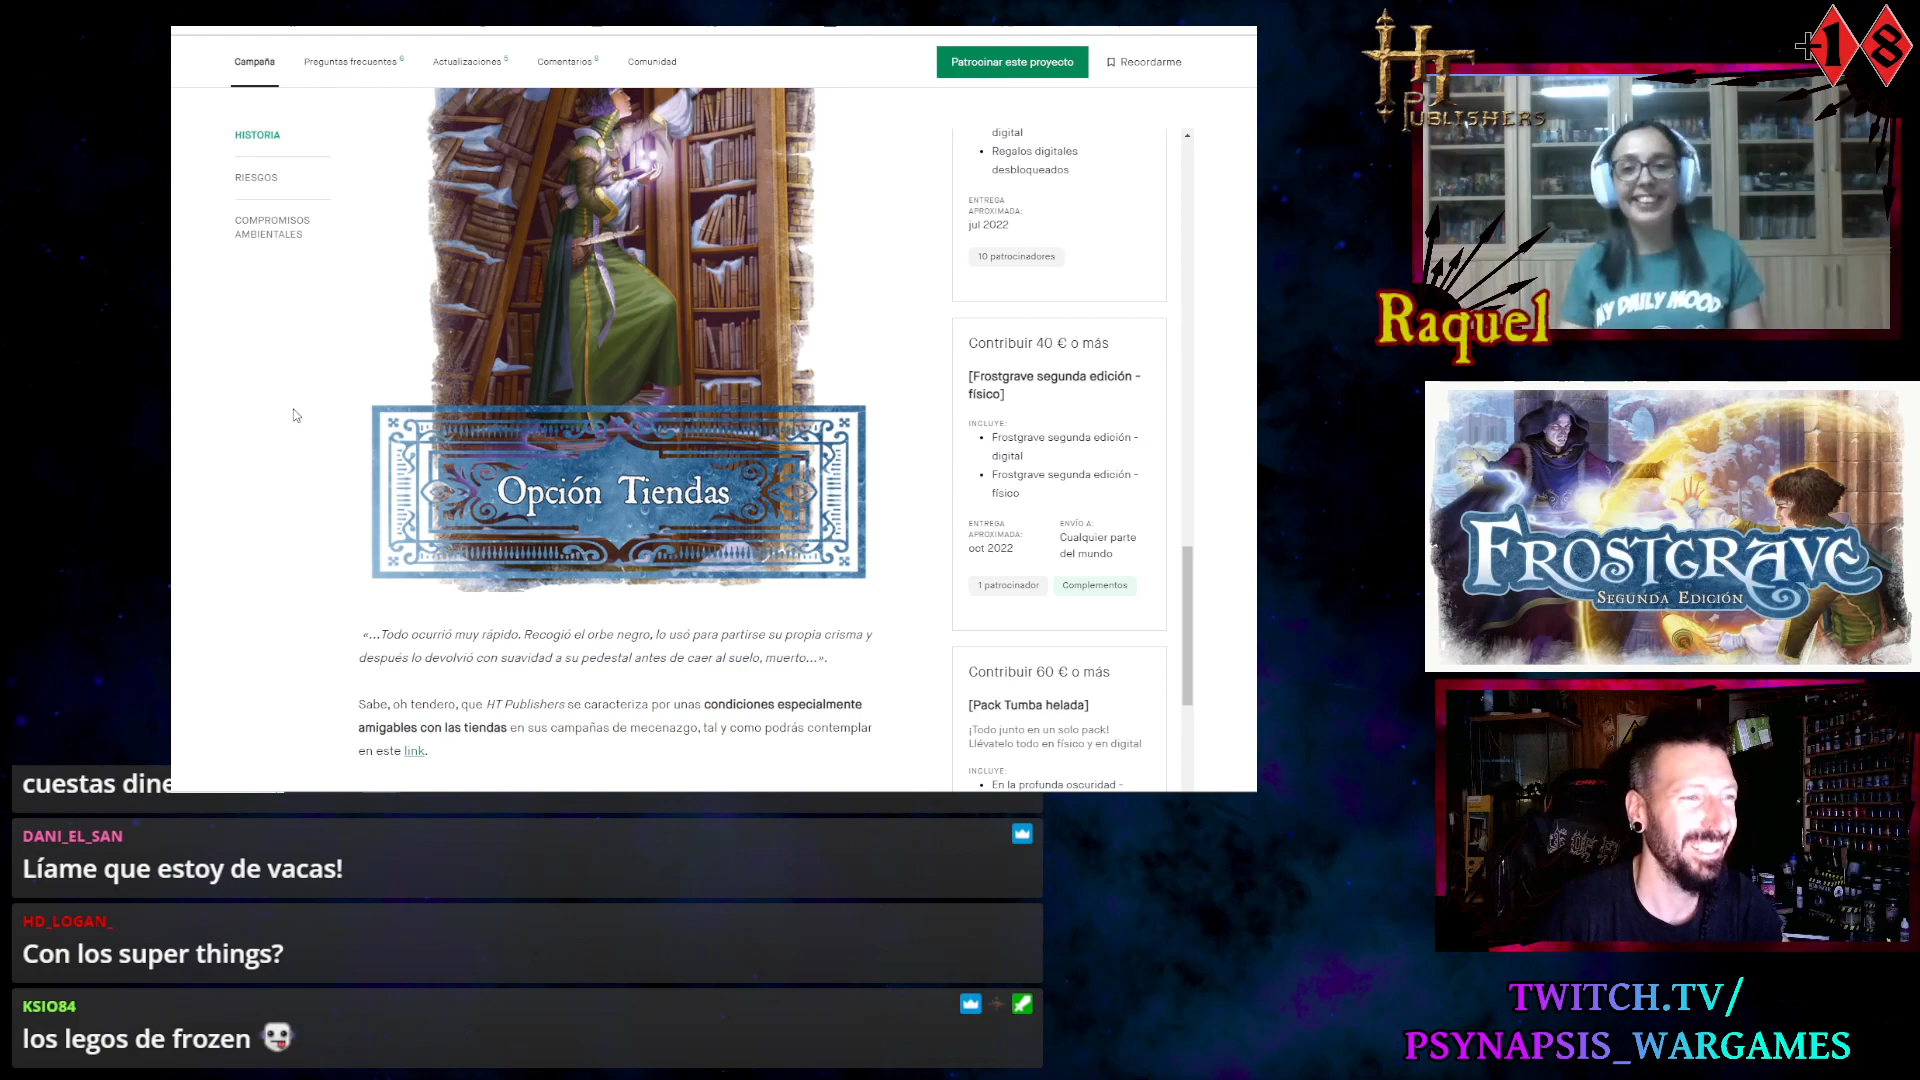 Campaña
Preguntas frecuentes 6
Actualizaciones 5
Comentarios 8
Comunidad
Patrocinar este proyecto
Recordarme
HISTORIA
RIESGOS
COMPROMISOS
AMBIENTALES
Opción Tiendas
«...Todo ocurrió muy rápido. Recogió el orbe negro, lo usó para partirse su propia crisma y
después lo devolvió con suavidad a su pedestal antes de caer al suelo, muerto...».
Sabe, oh tendero, que HT Publishers se caracteriza por unas condiciones especialmente
amigables con las tiendas en sus campañas de mecenazgo, tal y como podrás contemplar
en este link.
digital
Regalos digitales
desbloqueados
ENTREGA
APROXIMADA:
jul 2022
10 patrocinadores
Contribuir 40 € o más
[Frostgrave segunda edición -
físico]
INCLUYE:
Frostgrave segunda edición -
digital
Frostgrave segunda edición -
físico
ENTREGA
APROXIMADA:
oct 2022
ENVÍO A:
Cualquier parte
del mundo
1 patrocinador
Complementos
Contribuir 60 € o más
[Pack Tumba helada]
¡Todo junto en un solo pack!
Llévatelo todo en físico y en digital
INCLUYE:
En la profunda oscuridad -
cuestas dine
DANI_EL_SAN
Líame que estoy de vacas!
HD_LOGAN_
Con los super things?
KSIO84
los legos de frozen
HT
PUBLISHERS
+18
MY DAILY MOOD
Raquel
FROSTGRAVE
SEGUNDA EDICIÓN
TWITCH.TV/
PSYNAPSIS_WARGAMES